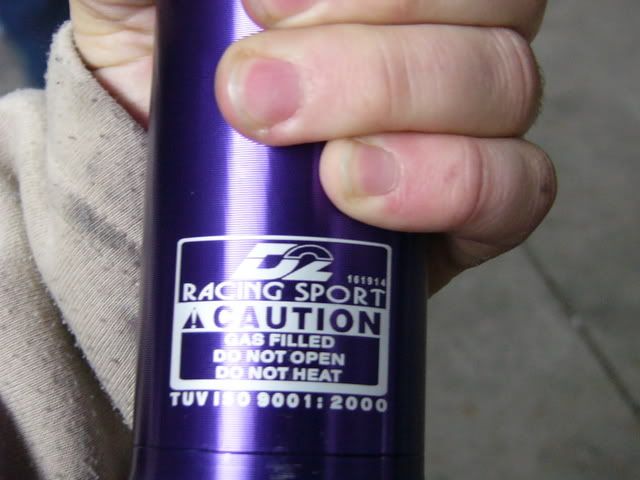 D2
161914
RACING SPORT
CAUTION
GAS FILLED
DO NOT OPEN
DO NOT HEAT
TUV ISO 9001:2000